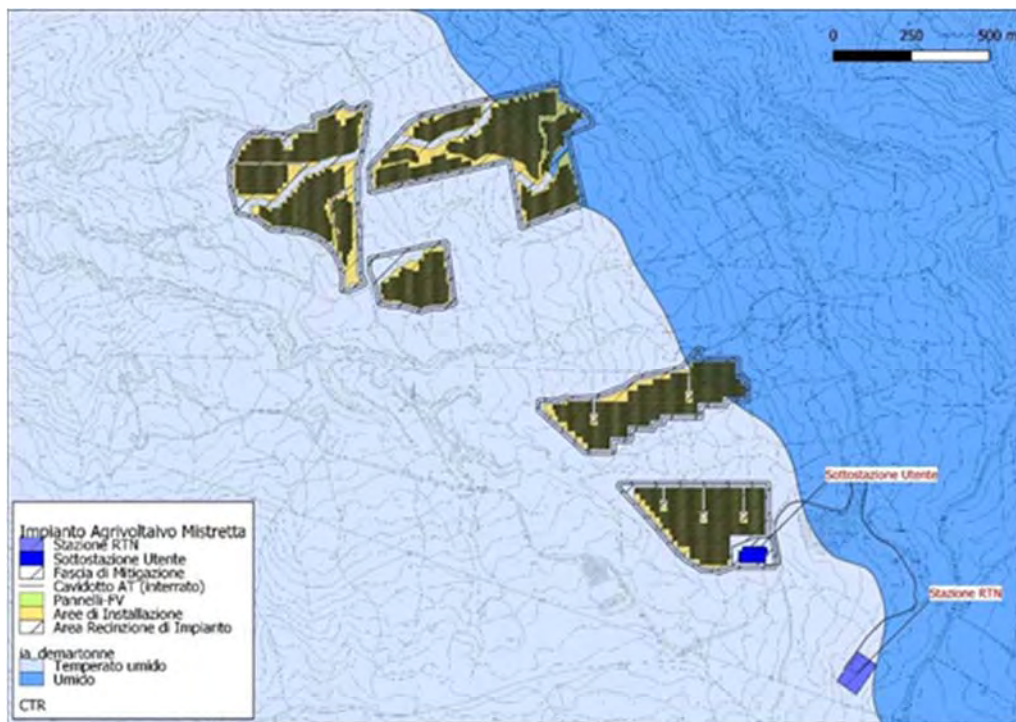 0 250 500 m
Sottostazione Utente
Stazione RTN
Impianto Agrivoltaivo Mistretta
Stazione RTN
Sottostazione Utente
Fascia di Mitigazione
Cavidotto AT (interrato)
Pannelli-FV
Aree di Installazione
Area Recinzione di Impianto
ia_demartonne
Temperato umido
Umido
CTR